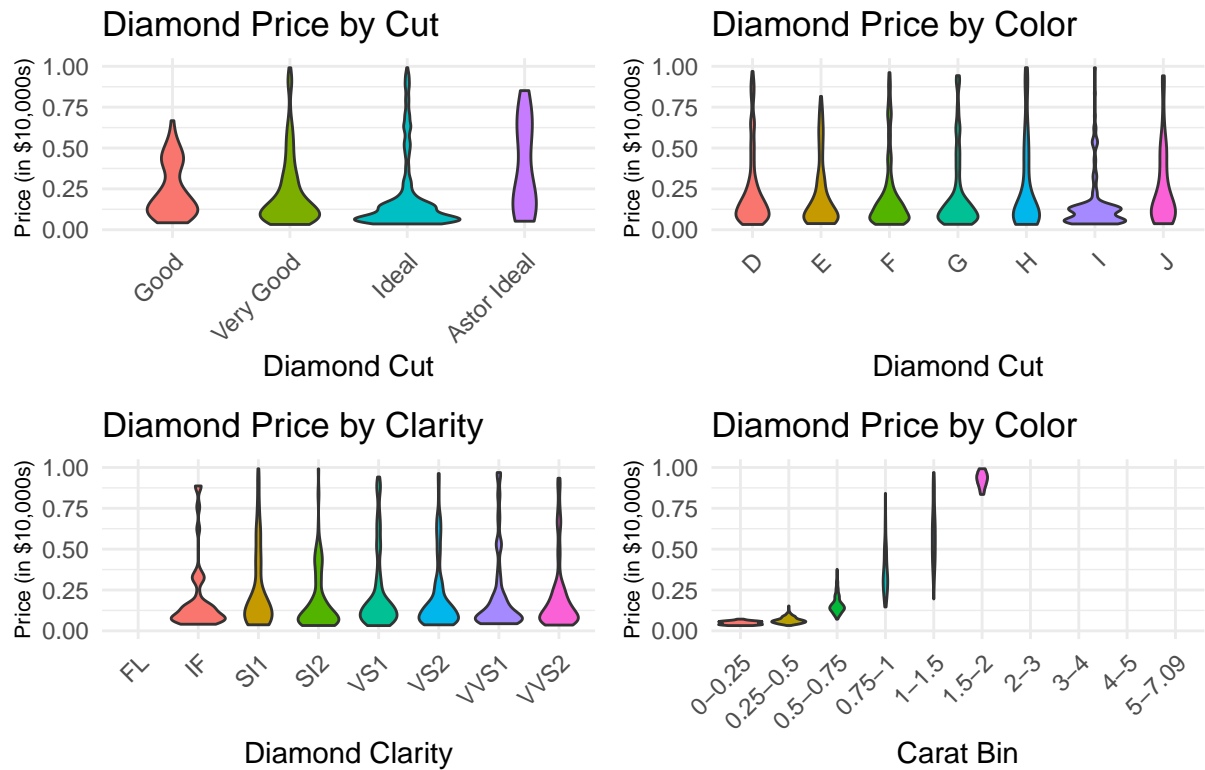 Diamond Price by Cut
Price (in $10,000s)
1.00
0.75
0.50
0.25
0.00
Good
Very Good
Ideal
Astor Ideal
Diamond Cut
Diamond Price by Color
Price (in $10,000s)
1.00
0.75
0.50
0.25
0.00
D
E
F
G
H
I
J
Diamond Cut
Diamond Price by Clarity
Price (in $10,000s)
1.00
0.75
0.50
0.25
0.00
FL
IF
SI1
SI2
VS1
VS2
VVS1
VVS2
Diamond Clarity
Diamond Price by Color
Price (in $10,000s)
1.00
0.75
0.50
0.25
0.00
0−0.25
0.25−0.5
0.5−0.75
0.75−1
1−1.5
1.5−2
2−3
3−4
4−5
5−7.09
Carat Bin